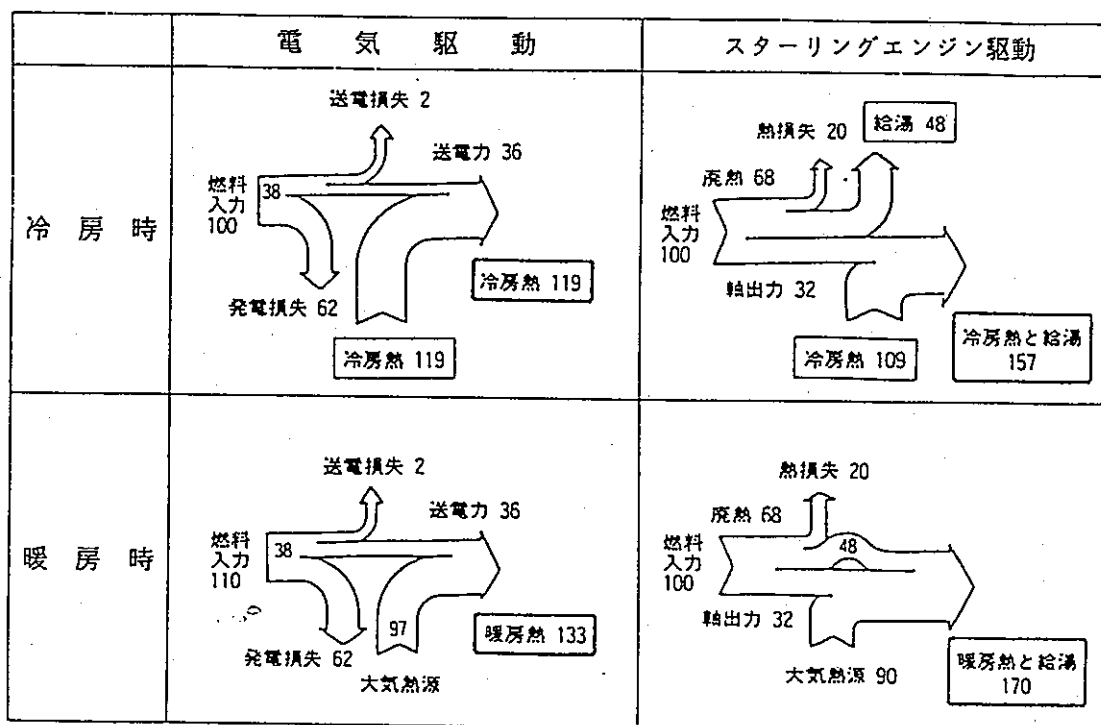 電気駆動
スターリングエンジン駆動
冷房時
送電損失 2
送電力 36
燃料
入力
100
38
発電損失 62
冷房熱 119
冷房熱 119
熱損失 20
給湯 48
廃熱 68
燃料
入力
100
軸出力 32
冷房熱 109
冷房熱と給湯
157
暖房時
送電損失 2
送電力 36
燃料
入力
110
38
97
発電損失 62
大気熱源
暖房熱 133
熱損失 20
廃熱 68
燃料
入力
100
48
軸出力 32
大気熱源 90
暖房熱と給湯
170